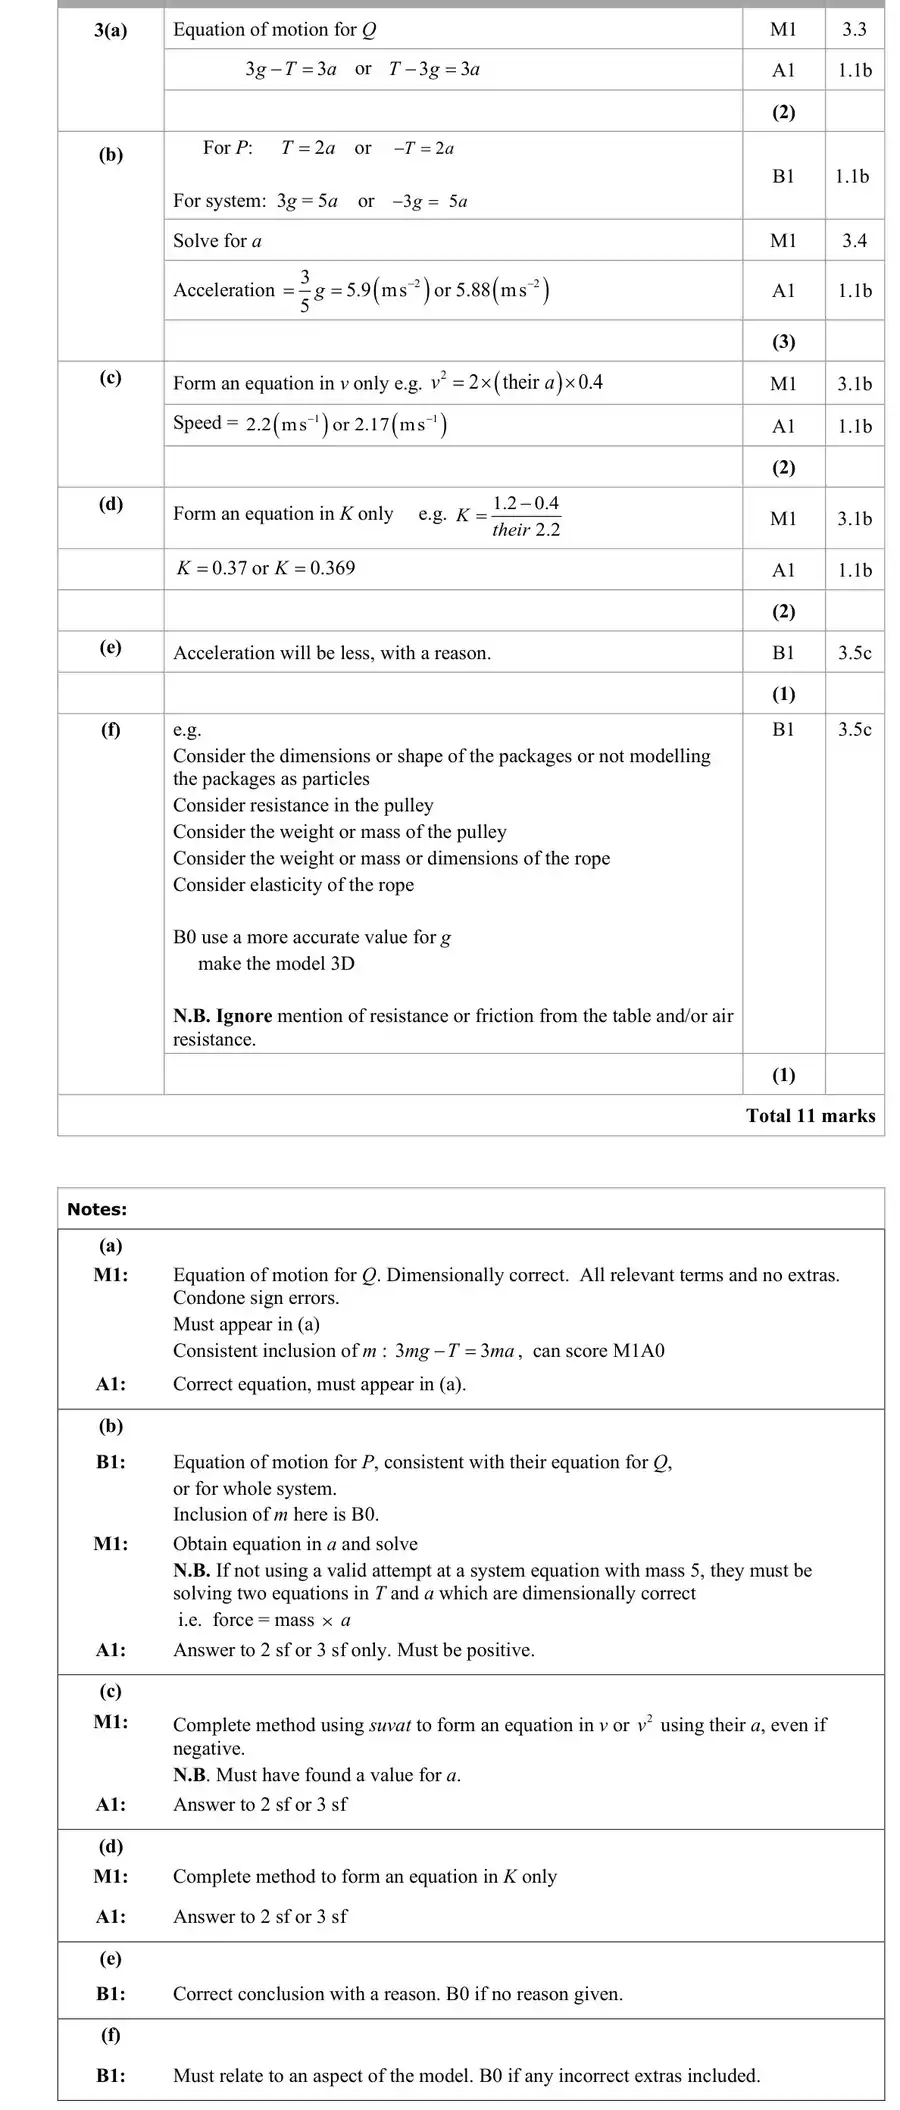 3(a) Equation of motion for Q M1 3.3
3g − T = 3a or T − 3g = 3a A1 1.1b
(2)
(b) For P: T = 2a or −T = 2a
B1 1.1b
For system: 3g = 5a or −3g = 5a
Solve for a M1 3.4
Acceleration = 3/5 g = 5.9(m s⁻²) or 5.88(m s⁻²) A1 1.1b
(3)
(c) Form an equation in v only e.g. v² = 2×(their a)×0.4 M1 3.1b
Speed = 2.2(m s⁻¹) or 2.17(m s⁻¹) A1 1.1b
(2)
(d) Form an equation in K only e.g. K = (1.2 − 0.4)/(their 2.2) M1 3.1b
K = 0.37 or K = 0.369 A1 1.1b
(2)
(e) Acceleration will be less, with a reason. B1 3.5c
(1)
(f) e.g. B1 3.5c
Consider the dimensions or shape of the packages or not modelling
the packages as particles
Consider resistance in the pulley
Consider the weight or mass of the pulley
Consider the weight or mass or dimensions of the rope
Consider elasticity of the rope
B0 use a more accurate value for g
make the model 3D
N.B. Ignore mention of resistance or friction from the table and/or air
resistance.
(1)
Total 11 marks
Notes:
(a)
M1: Equation of motion for Q. Dimensionally correct. All relevant terms and no extras.
Condone sign errors.
Must appear in (a)
Consistent inclusion of m : 3mg − T = 3ma , can score M1A0
A1: Correct equation, must appear in (a).
(b)
B1: Equation of motion for P, consistent with their equation for Q,
or for whole system.
Inclusion of m here is B0.
M1: Obtain equation in a and solve
N.B. If not using a valid attempt at a system equation with mass 5, they must be
solving two equations in T and a which are dimensionally correct
i.e. force = mass × a
A1: Answer to 2 sf or 3 sf only. Must be positive.
(c)
M1: Complete method using suvat to form an equation in v or v² using their a, even if
negative.
N.B. Must have found a value for a.
A1: Answer to 2 sf or 3 sf
(d)
M1: Complete method to form an equation in K only
A1: Answer to 2 sf or 3 sf
(e)
B1: Correct conclusion with a reason. B0 if no reason given.
(f)
B1: Must relate to an aspect of the model. B0 if any incorrect extras included.